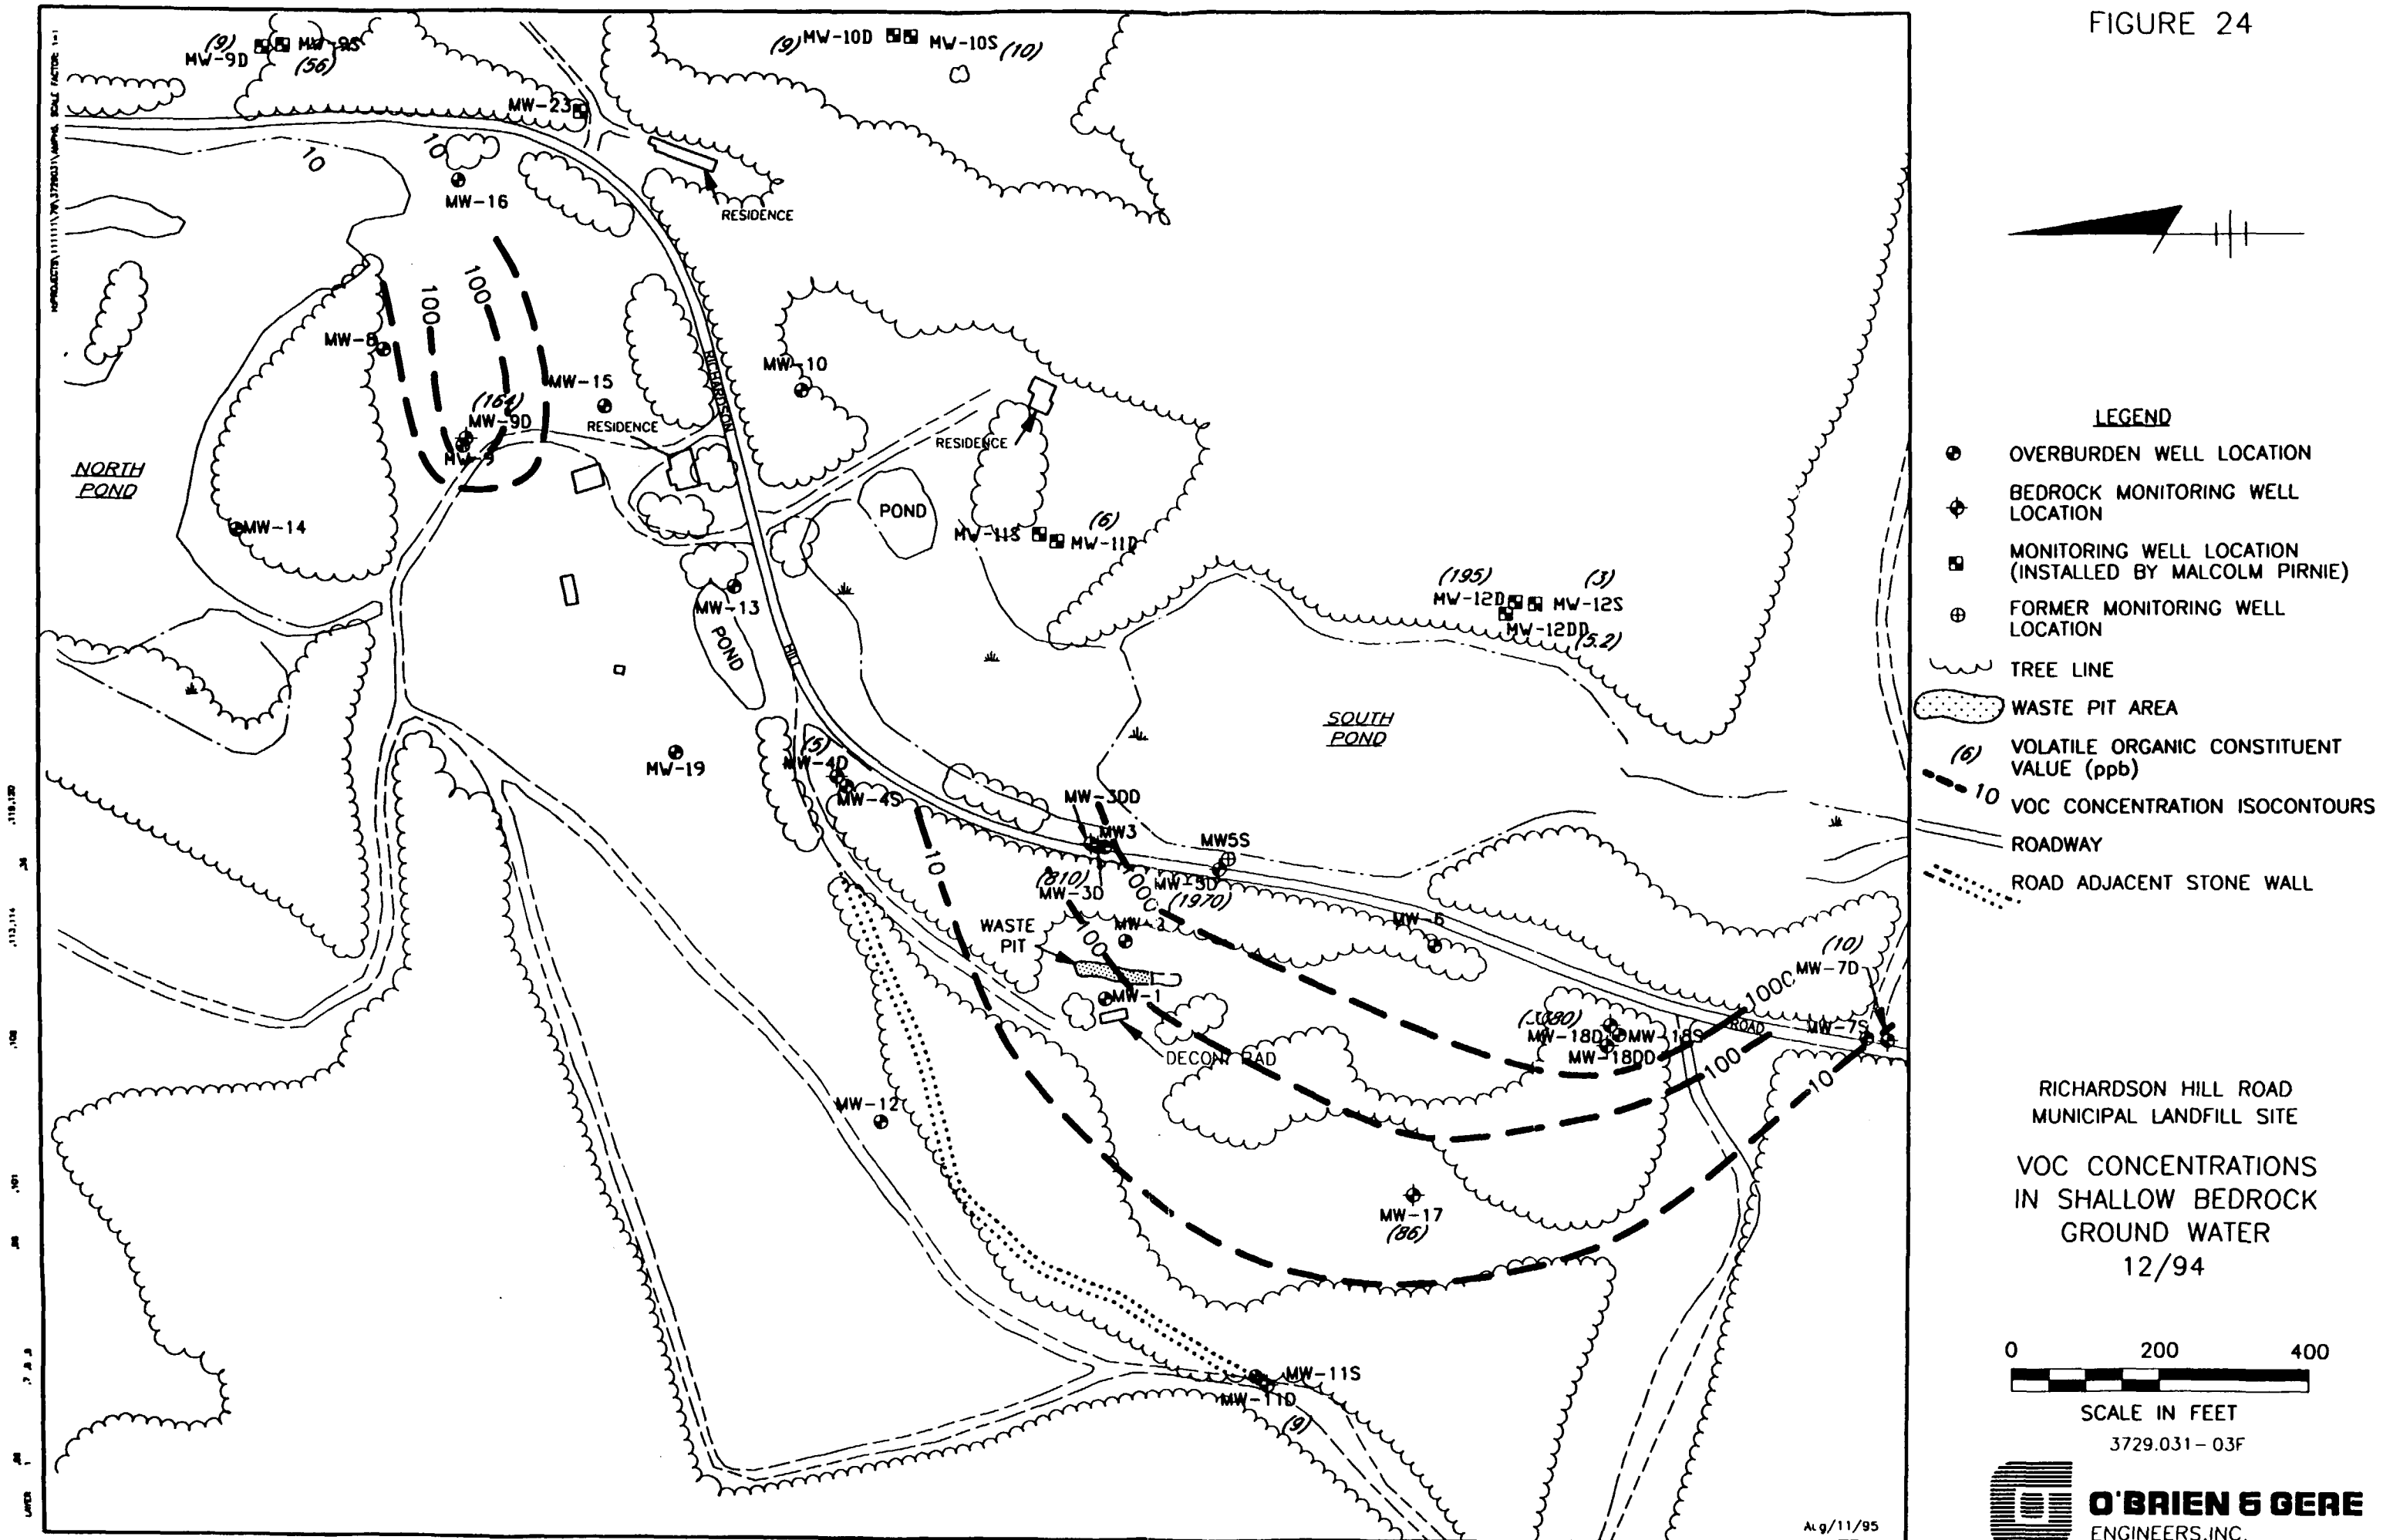 FIGURE 24
(9)
MW-9D
MW-9S
(56)
(9)
MW-10D
MW-10S
(10)
MW-23
10
10
MW-16
RESIDENCE
100
100
MW-8
MW-15
MW-10
RICHARDSON
(164)
MW-9D
MW-9
RESIDENCE
RESIDENCE
NORTH
POND
MW-14
POND
MW-11S
(6)
MW-11D
MW-13
POND
HILL
(195)
MW-12D
(3)
MW-12S
MW-12DD
(5.2)
SOUTH
POND
MW-19
(5)
MW-4D
MW-4S
MW-3DD
MW3
MW5S
10
1000
(810)
MW-3D
MW-5D
(1970)
WASTE
PIT
MW-2
100
MW-6
MW-1
(10)
MW-7D
1000
ROAD
MW-7S
MW-18D
MW-18S
MW-18DD
DECON PAD
100
10
MW-12
MW-17
(86)
MW-11S
MW-11D
(9)
Aug/11/95
LEGEND
OVERBURDEN WELL LOCATION
BEDROCK MONITORING WELL
LOCATION
MONITORING WELL LOCATION
(INSTALLED BY MALCOLM PIRNIE)
FORMER MONITORING WELL
LOCATION
TREE LINE
WASTE PIT AREA
(6)
VOLATILE ORGANIC CONSTITUENT
VALUE (ppb)
10
VOC CONCENTRATION ISOCONTOURS
ROADWAY
ROAD ADJACENT STONE WALL
RICHARDSON HILL ROAD
MUNICIPAL LANDFILL SITE
VOC CONCENTRATIONS
IN SHALLOW BEDROCK
GROUND WATER
12/94
0 200 400
SCALE IN FEET
3729.031-03F
O'BRIEN & GERE
ENGINEERS, INC.